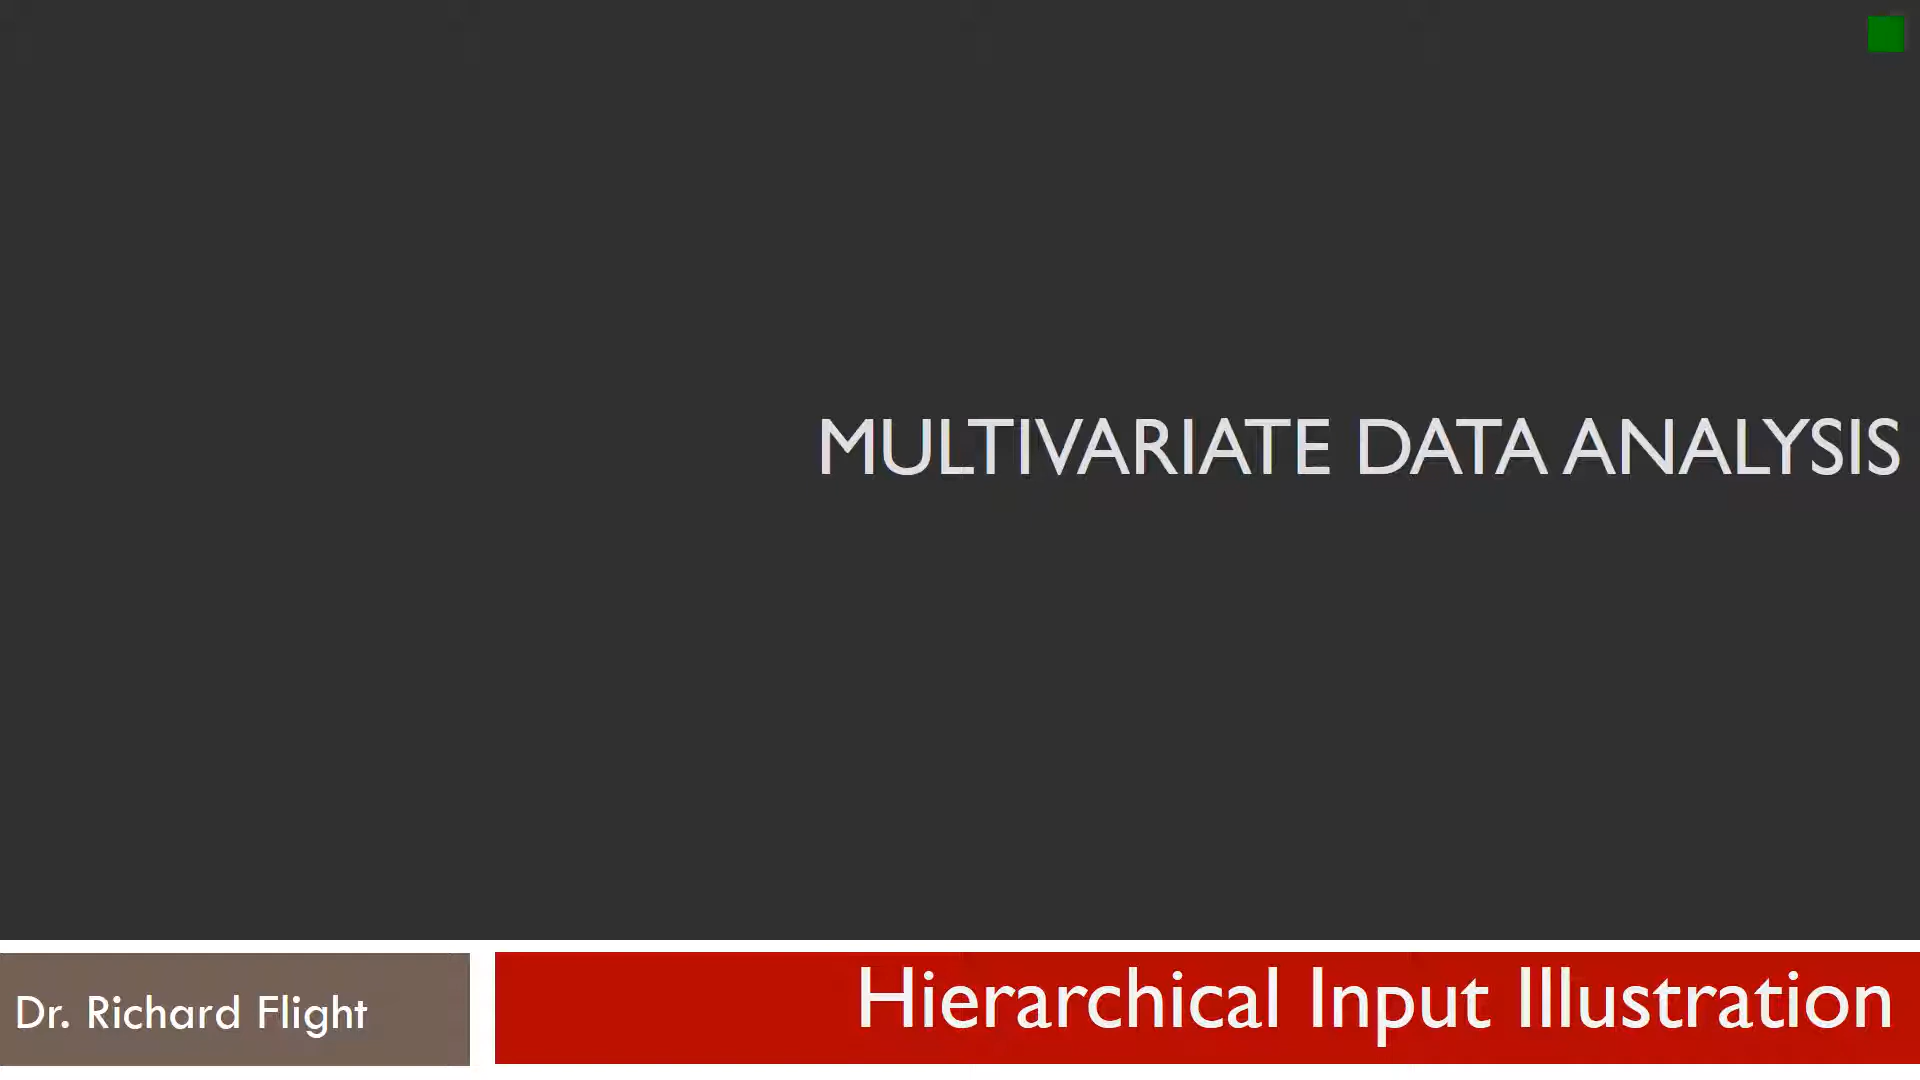 MULTIVARIATE DATA ANALYSIS
Dr. Richard Flight
Hierarchical Input Illustration